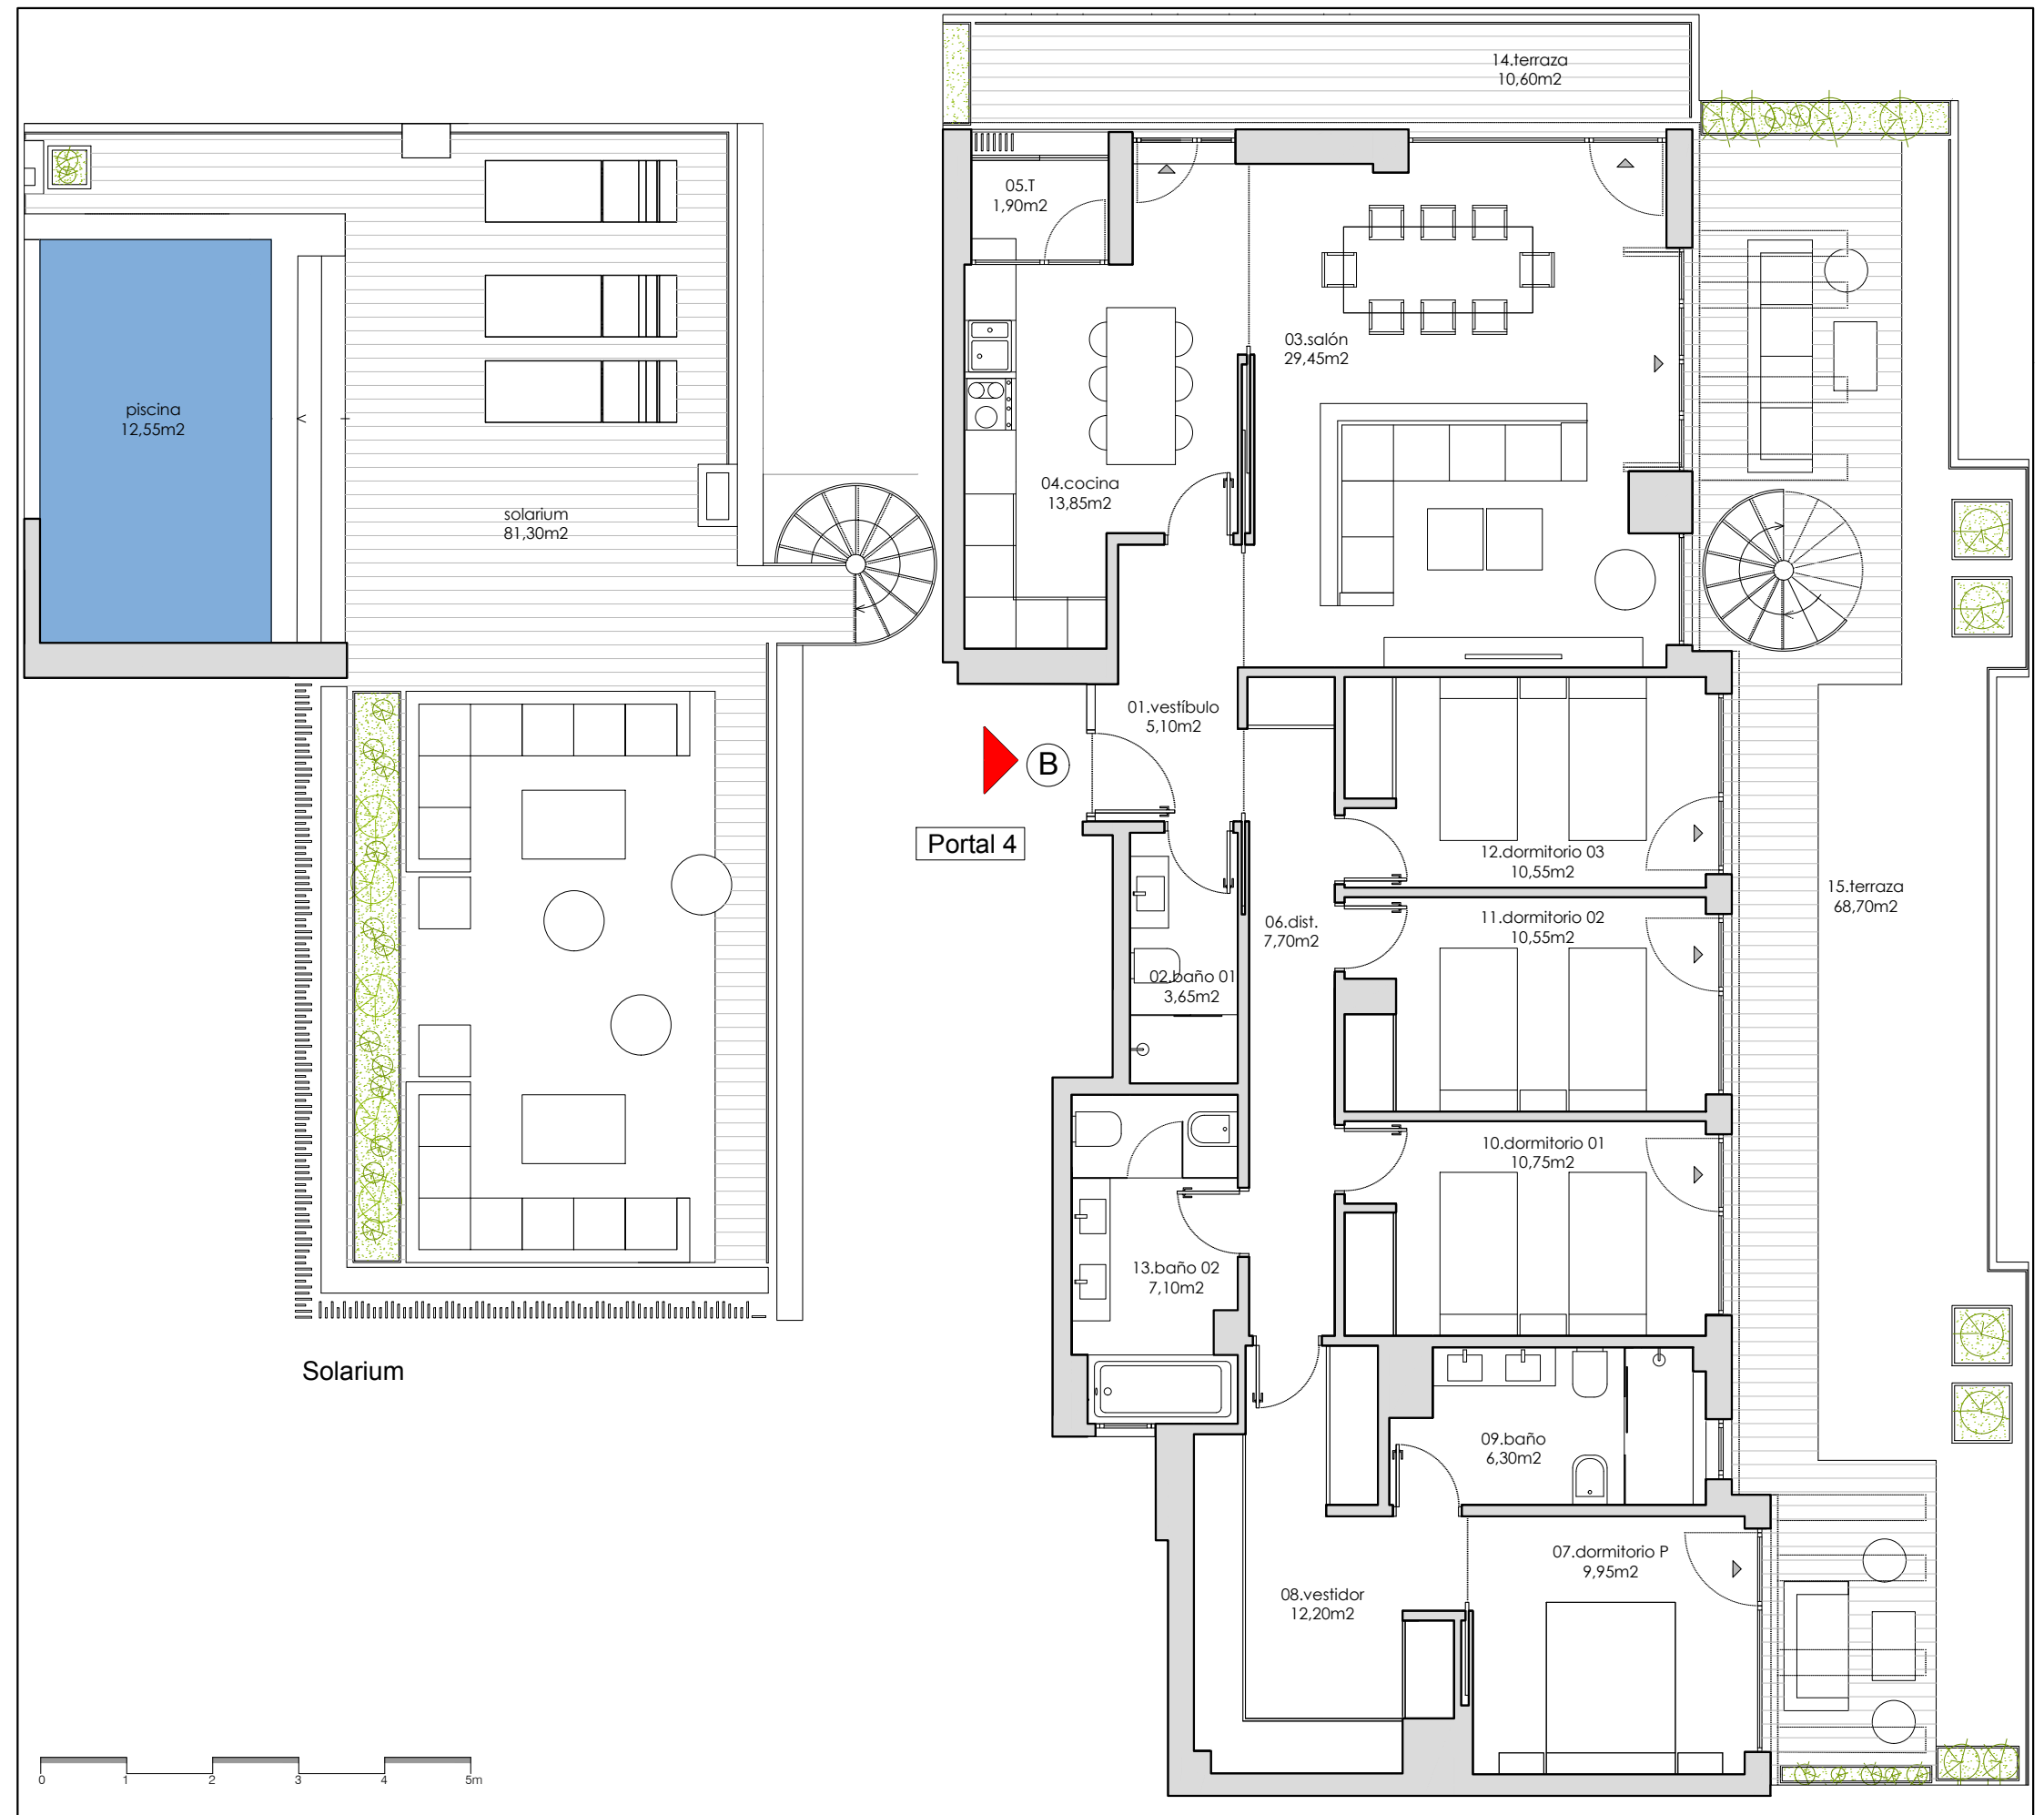 14.terraza
10,60m2
05.T
1,90m2
03.salón
29,45m2
piscina
12,55m2
04.cocina
13,85m2
solarium
81,30m2
01.vestíbulo
5,10m2
B
Portal 4
12.dormitorio 03
10,55m2
15.terraza
68,70m2
11.dormitorio 02
10,55m2
06.dist.
7,70m2
02.baño 01
3,65m2
10.dormitorio 01
10,75m2
13.baño 02
7,10m2
Solarium
09.baño
6,30m2
07.dormitorio P
9,95m2
08.vestidor
12,20m2
0 1 2 3 4 5m